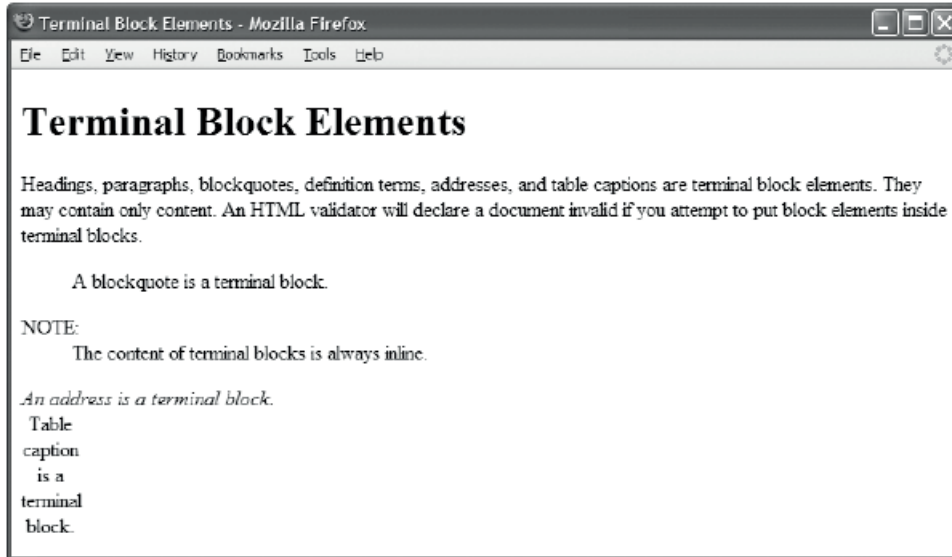 Terminal Block Elements - Mozilla Firefox
File Edit View History Bookmarks Tools Help
Terminal Block Elements
Headings, paragraphs, blockquotes, definition terms, addresses, and table captions are terminal block elements. They
may contain only content. An HTML validator will declare a document invalid if you attempt to put block elements inside
terminal blocks.
A blockquote is a terminal block.
NOTE:
The content of terminal blocks is always inline.
An address is a terminal block.
Table
caption
is a
terminal
block.